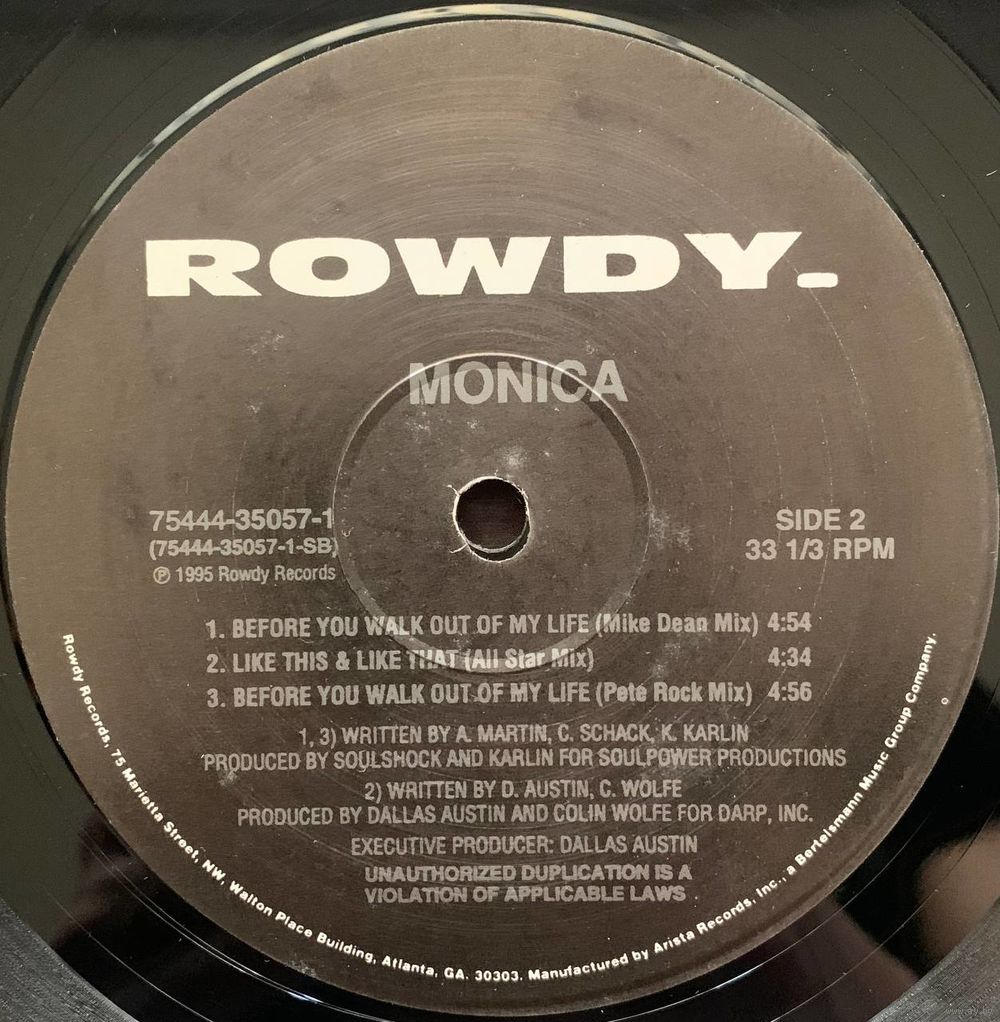 ROWDY.
MONICA
75444-35057-1
(75444-35057-1-SB)
℗ 1995 Rowdy Records
SIDE 2
33 1/3 RPM
1. BEFORE YOU WALK OUT OF MY LIFE (Mike Dean Mix) 4:54
2. LIKE THIS & LIKE THAT (All Star Mix) 4:34
3. BEFORE YOU WALK OUT OF MY LIFE (Pete Rock Mix) 4:56
1, 3) WRITTEN BY A. MARTIN, C. SCHACK, K. KARLIN
PRODUCED BY SOULSHOCK AND KARLIN FOR SOULPOWER PRODUCTIONS
2) WRITTEN BY D. AUSTIN, C. WOLFE
PRODUCED BY DALLAS AUSTIN AND COLIN WOLFE FOR DARP, INC.
EXECUTIVE PRODUCER: DALLAS AUSTIN
UNAUTHORIZED DUPLICATION IS A
VIOLATION OF APPLICABLE LAWS
Rowdy Records, 75 Marietta Street, NW, Walton Place Building, Atlanta, GA. 30303. Manufactured by Arista Records, Inc., a Bertelsmann Music Group Company.